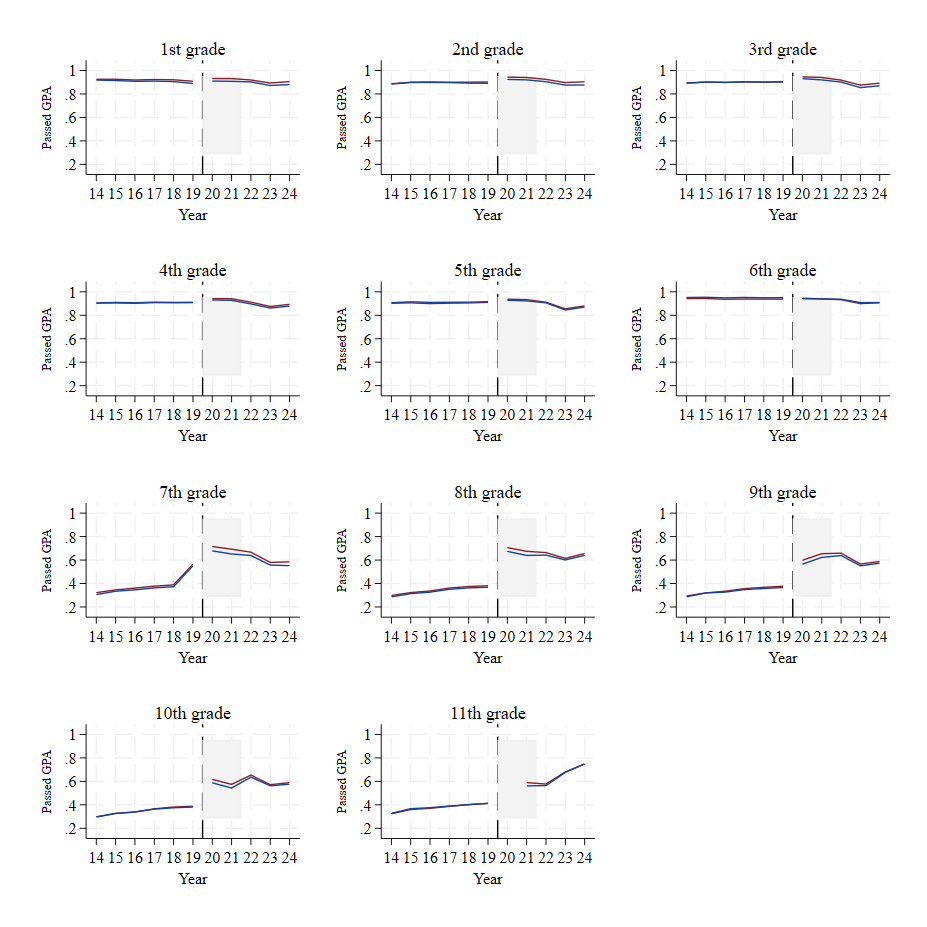 1st grade
Passed GPA
1
.8
.6
.4
.2
14 15 16 17 18 19 20 21 22 23 24
Year
2nd grade
Passed GPA
1
.8
.6
.4
.2
14 15 16 17 18 19 20 21 22 23 24
Year
3rd grade
Passed GPA
1
.8
.6
.4
.2
14 15 16 17 18 19 20 21 22 23 24
Year
4th grade
Passed GPA
1
.8
.6
.4
.2
14 15 16 17 18 19 20 21 22 23 24
Year
5th grade
Passed GPA
1
.8
.6
.4
.2
14 15 16 17 18 19 20 21 22 23 24
Year
6th grade
Passed GPA
1
.8
.6
.4
.2
14 15 16 17 18 19 20 21 22 23 24
Year
7th grade
Passed GPA
1
.8
.6
.4
.2
14 15 16 17 18 19 20 21 22 23 24
Year
8th grade
Passed GPA
1
.8
.6
.4
.2
14 15 16 17 18 19 20 21 22 23 24
Year
9th grade
Passed GPA
1
.8
.6
.4
.2
14 15 16 17 18 19 20 21 22 23 24
Year
10th grade
Passed GPA
1
.8
.6
.4
.2
14 15 16 17 18 19 20 21 22 23 24
Year
11th grade
Passed GPA
1
.8
.6
.4
.2
14 15 16 17 18 19 20 21 22 23 24
Year